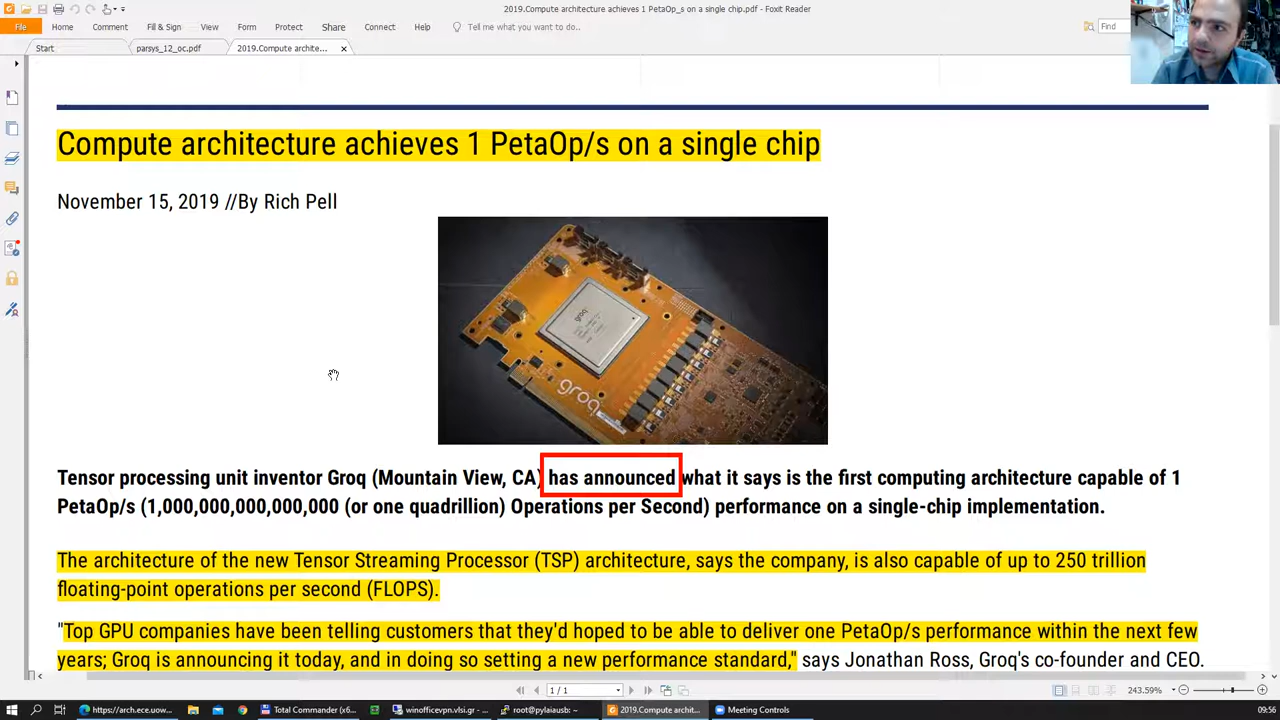 2019.Compute architecture achieves 1 PetaOp_s on a single chip.pdf - Foxit Reader
File Home Comment Fill & Sign View Form Protect Share Connect Help Tell me what you want to do... Find
Start parsys_12_oc.pdf 2019.Compute archite...
Compute architecture achieves 1 PetaOp/s on a single chip
November 15, 2019 //By Rich Pell
groq
groq
Tensor processing unit inventor Groq (Mountain View, CA) has announced what it says is the first computing architecture capable of 1
PetaOp/s (1,000,000,000,000,000 (or one quadrillion) Operations per Second) performance on a single-chip implementation.
The architecture of the new Tensor Streaming Processor (TSP) architecture, says the company, is also capable of up to 250 trillion
floating-point operations per second (FLOPS).
"Top GPU companies have been telling customers that they'd hoped to be able to deliver one PetaOp/s performance within the next few
years; Groq is announcing it today, and in doing so setting a new performance standard," says Jonathan Ross, Groq's co-founder and CEO.
1 / 1 243.59%
https://arch.ece.uow... Total Commander (x6... winofficevpn.vlsi.gr ... root@pylaiausb: ~ 2019.Compute archit... Meeting Controls 09:56